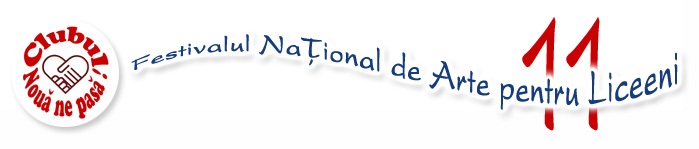 Clubul!
Nouă ne pasă!
Festivalul Național de Arte pentru Liceeni
11